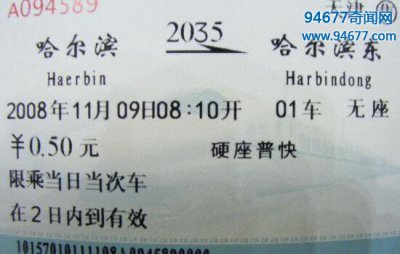 A094589
天津
94677奇闻网
www.94677.com
哈尔滨 2035 哈尔滨东
Haerbin Harbindong
2008年11月09日08:10开 01车 无座
￥0.50元 硬座普快
限乘当日当次车
在2日内到有效